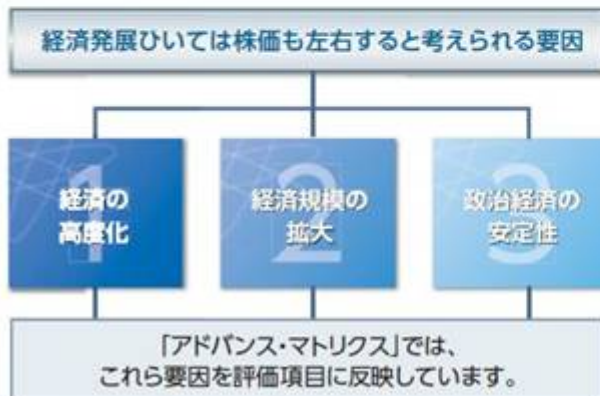 経済発展ひいては株価も左右すると考えられる要因
1
経済の
高度化
2
経済規模の
拡大
3
政治経済の
安定性
「アドバンス・マトリクス」では、
これら要因を評価項目に反映しています。